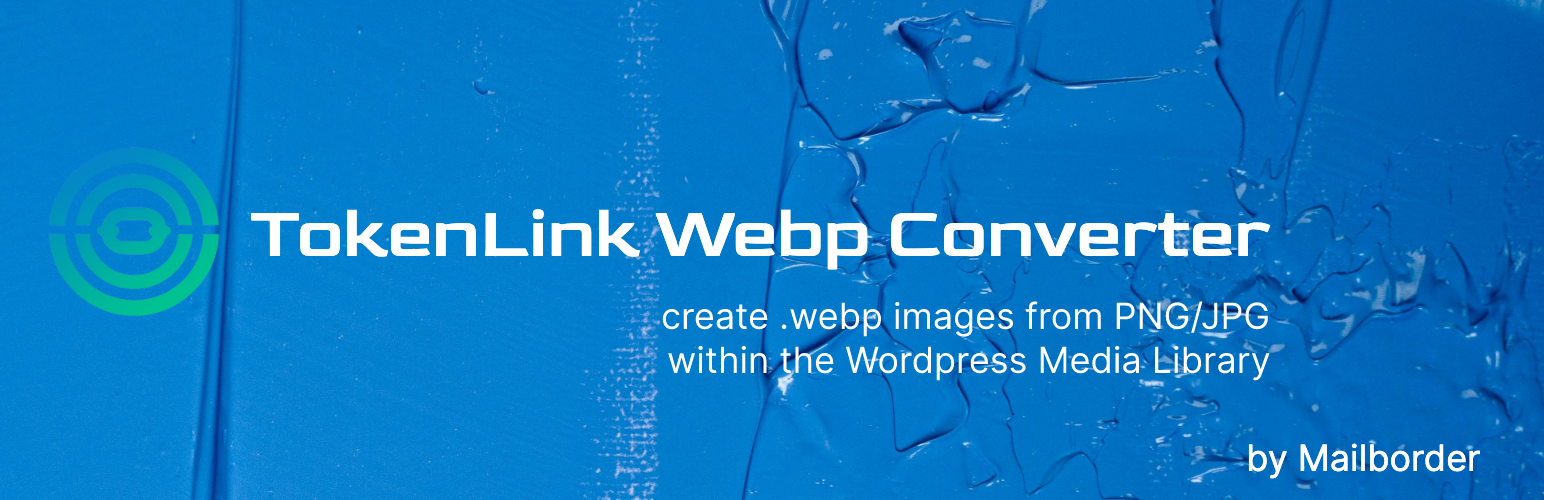 TokenLink Webp Converter
create .webp images from PNG/JPG
within the Wordpress Media Library
by Mailborder